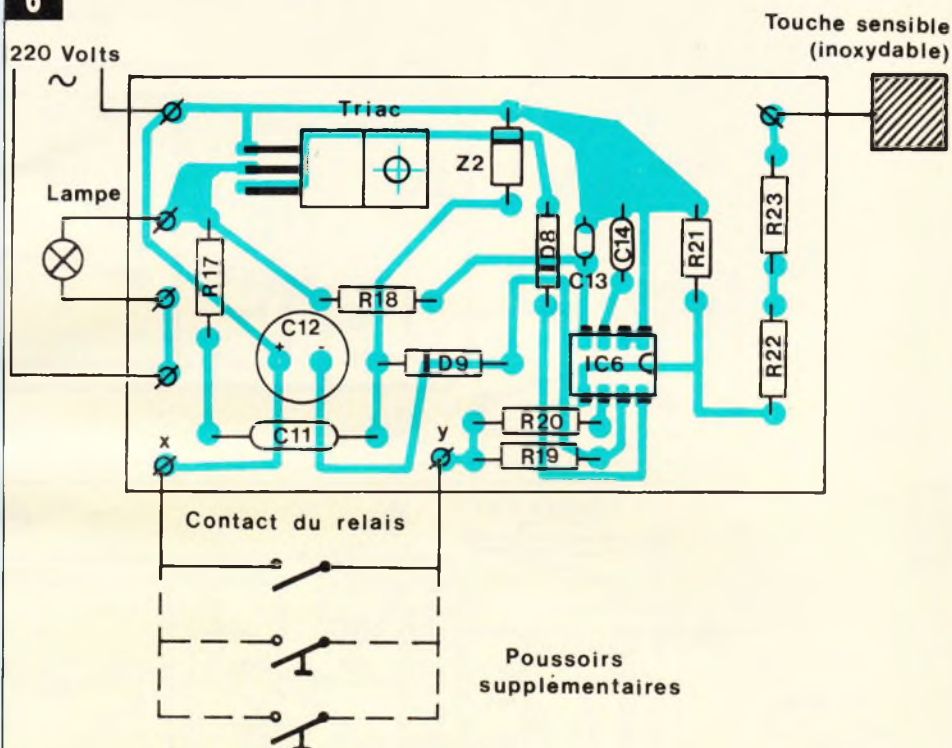 6
Touche sensible
(inoxydable)
220 Volts
~
Triac
Z2
Lampe
R17
D8
C13
C14
R21
R23
R18
C12
+ -
D9
IC6
R22
C11
R20
R19
x
y
Contact du relais
Poussoirs
supplémentaires